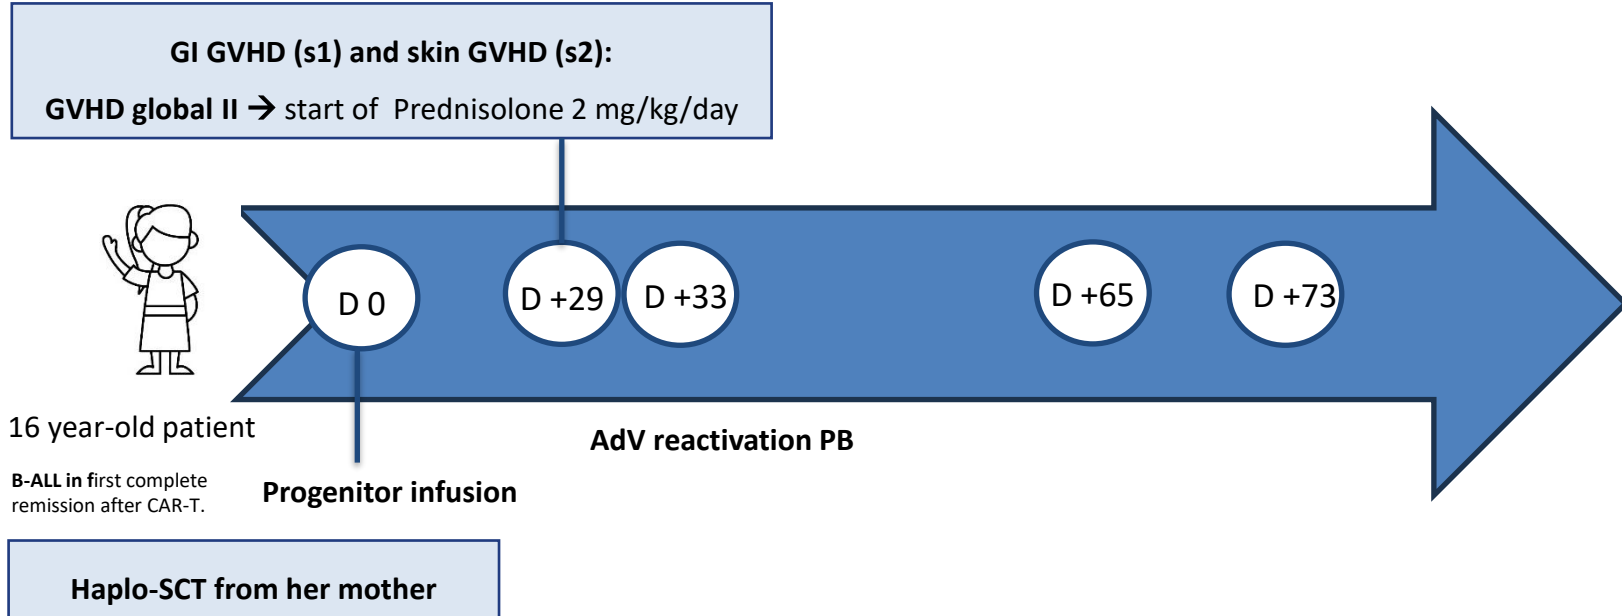 GI GVHD (s1) and skin GVHD (s2):
GVHD global II → start of Prednisolone 2 mg/kg/day
D 0
D +29
D +33
D +65
D +73
16 year-old patient
AdV reactivation PB
B-ALL in first complete
remission after CAR-T.
Progenitor infusion
Haplo-SCT from her mother